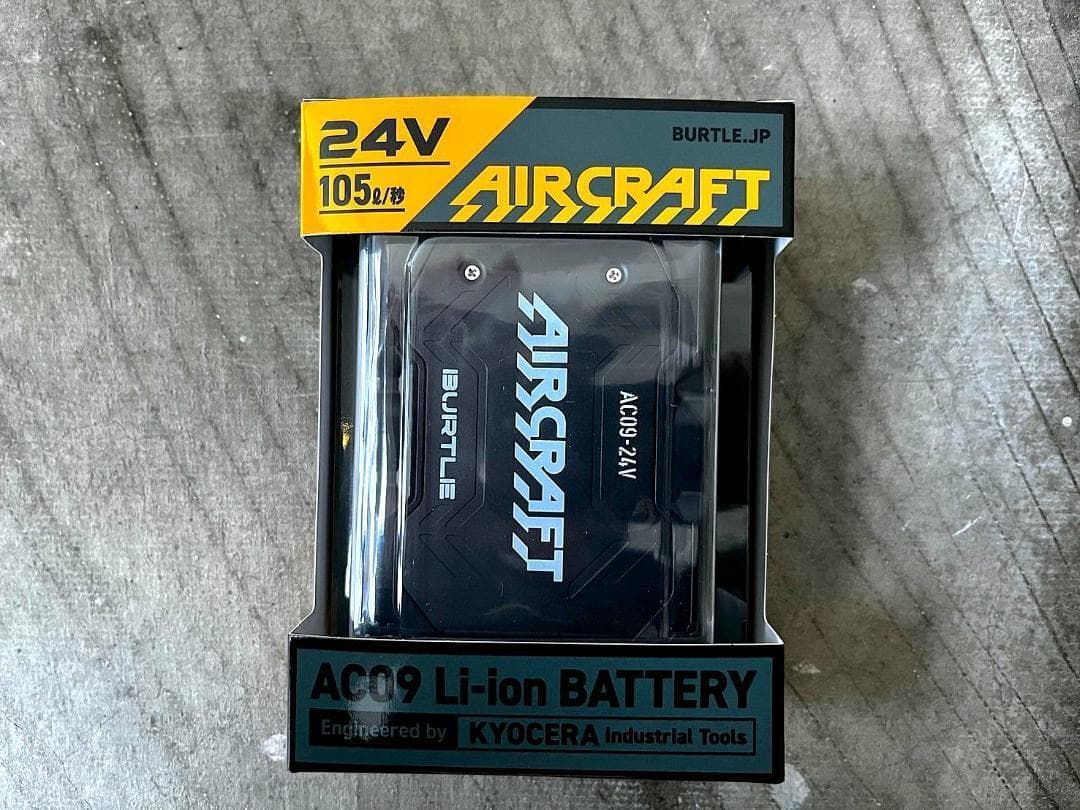 24V
105ℓ/秒
BURTLE.JP
AIRCRAFT
AC09-24V
AIRCRAFT
BURTLE
AC09 Li-ion BATTERY
Engineered by KYOCERA Industrial Tools